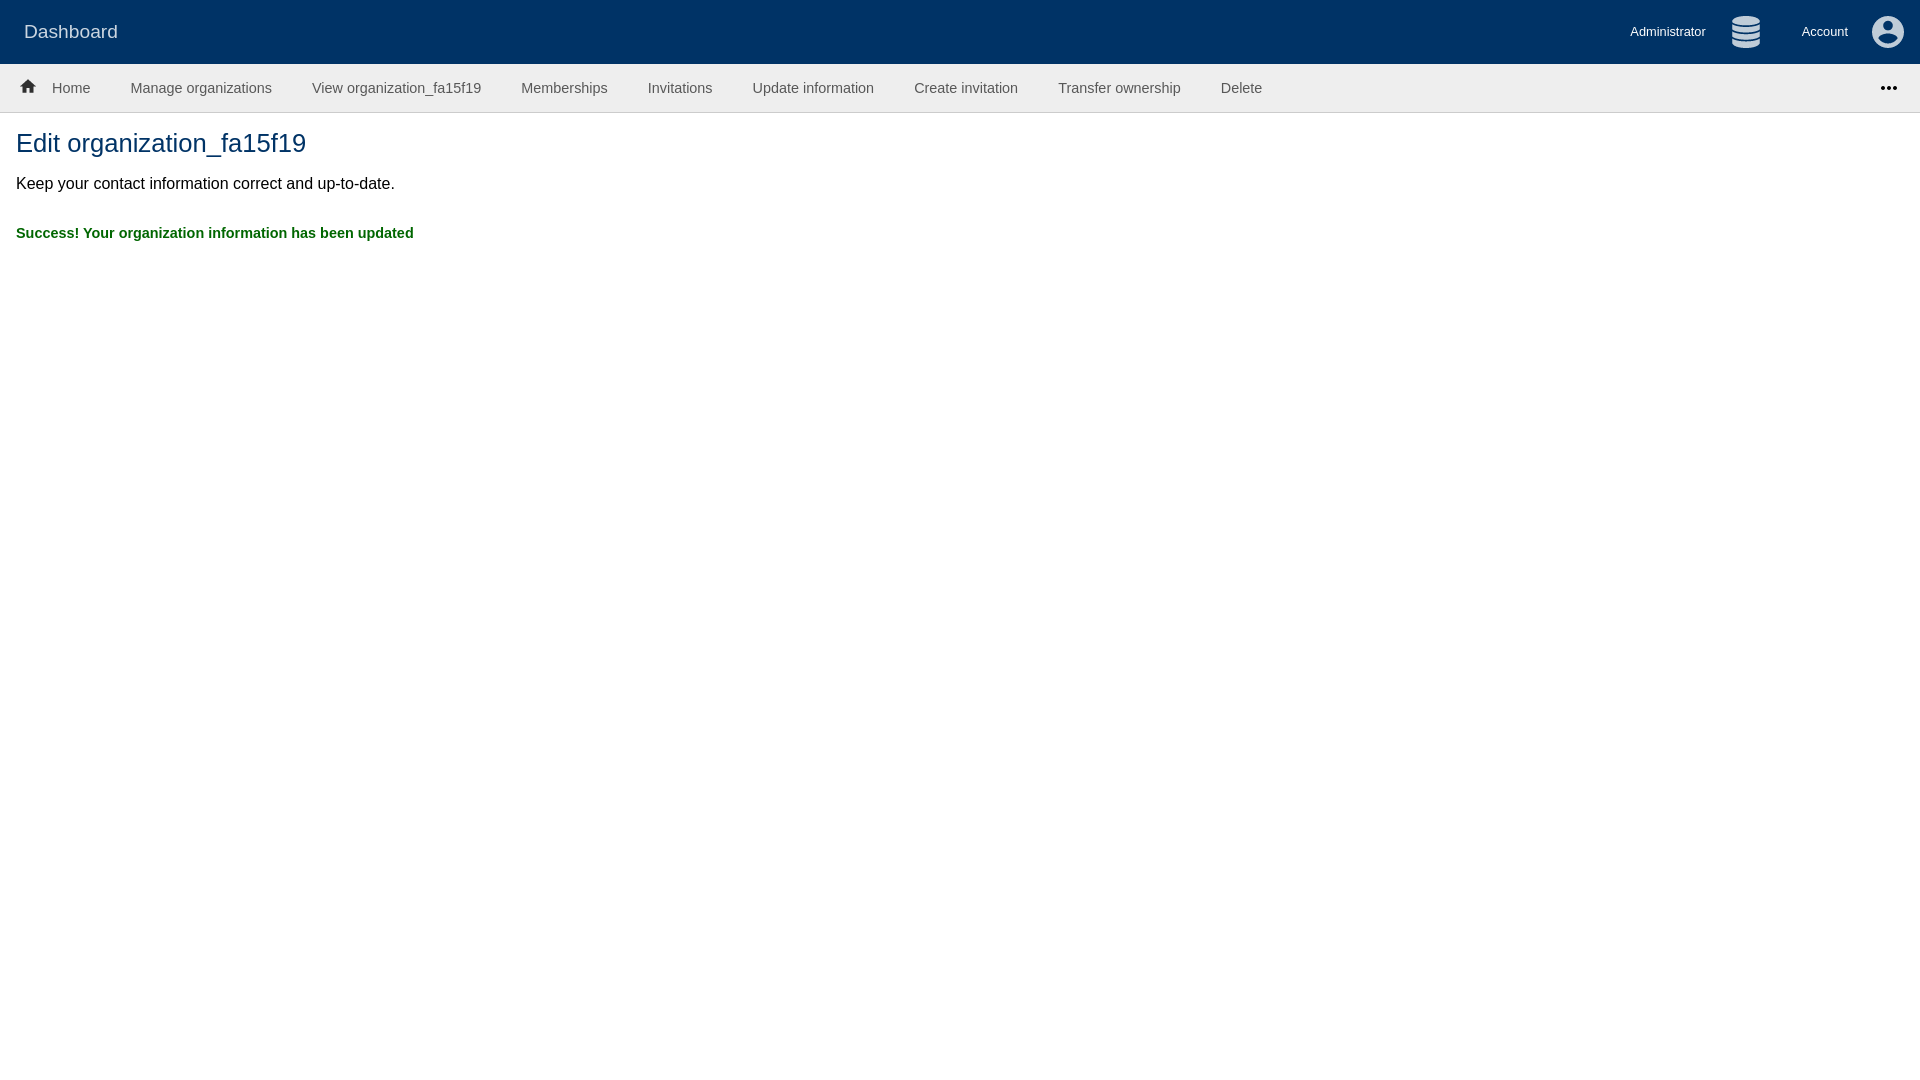 Dashboard
Administrator
Account
Home
Manage organizations
View organization_fa15f19
Memberships
Invitations
Update information
Create invitation
Transfer ownership
Delete
Edit organization_fa15f19
Keep your contact information correct and up-to-date.
Success! Your organization information has been updated